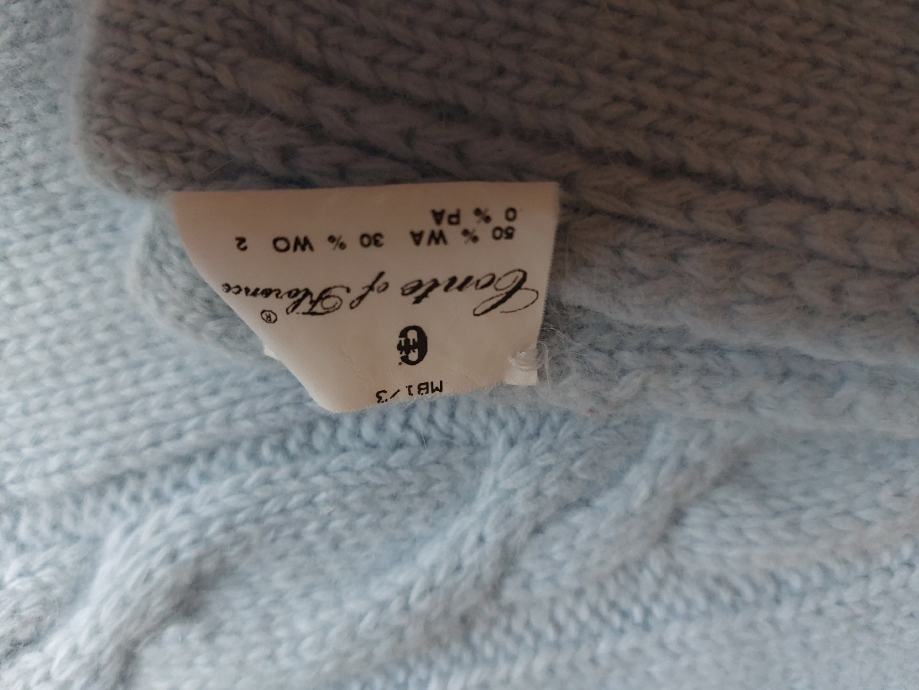 MB1/3
Conte of Florence®
50 % WA 30 % WO 2
0 % PA